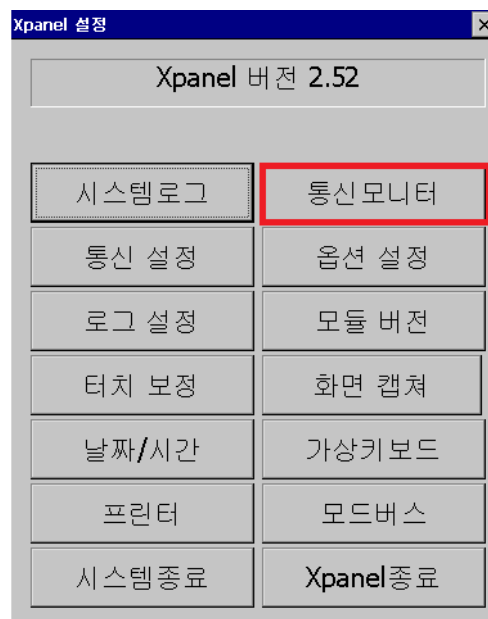 Xpanel 설정
Xpanel 버전 2.52
시스템로그 통신모니터
통신 설정 옵션 설정
로그 설정 모듈 버전
터치 보정 화면 캡쳐
날짜/시간 가상키보드
프린터 모드버스
시스템종료 Xpanel종료